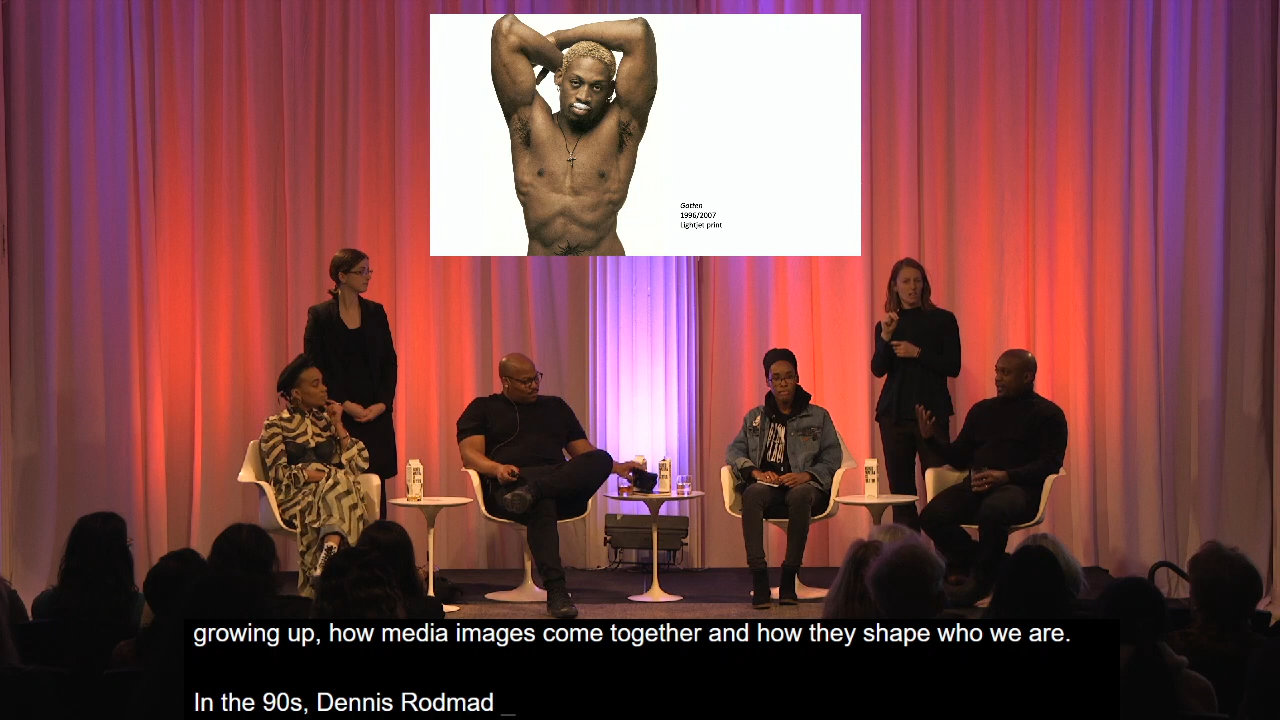 Gotten
1996/2007
Lightjet print
growing up, how media images come together and how they shape who we are.
In the 90s, Dennis Rodmad _